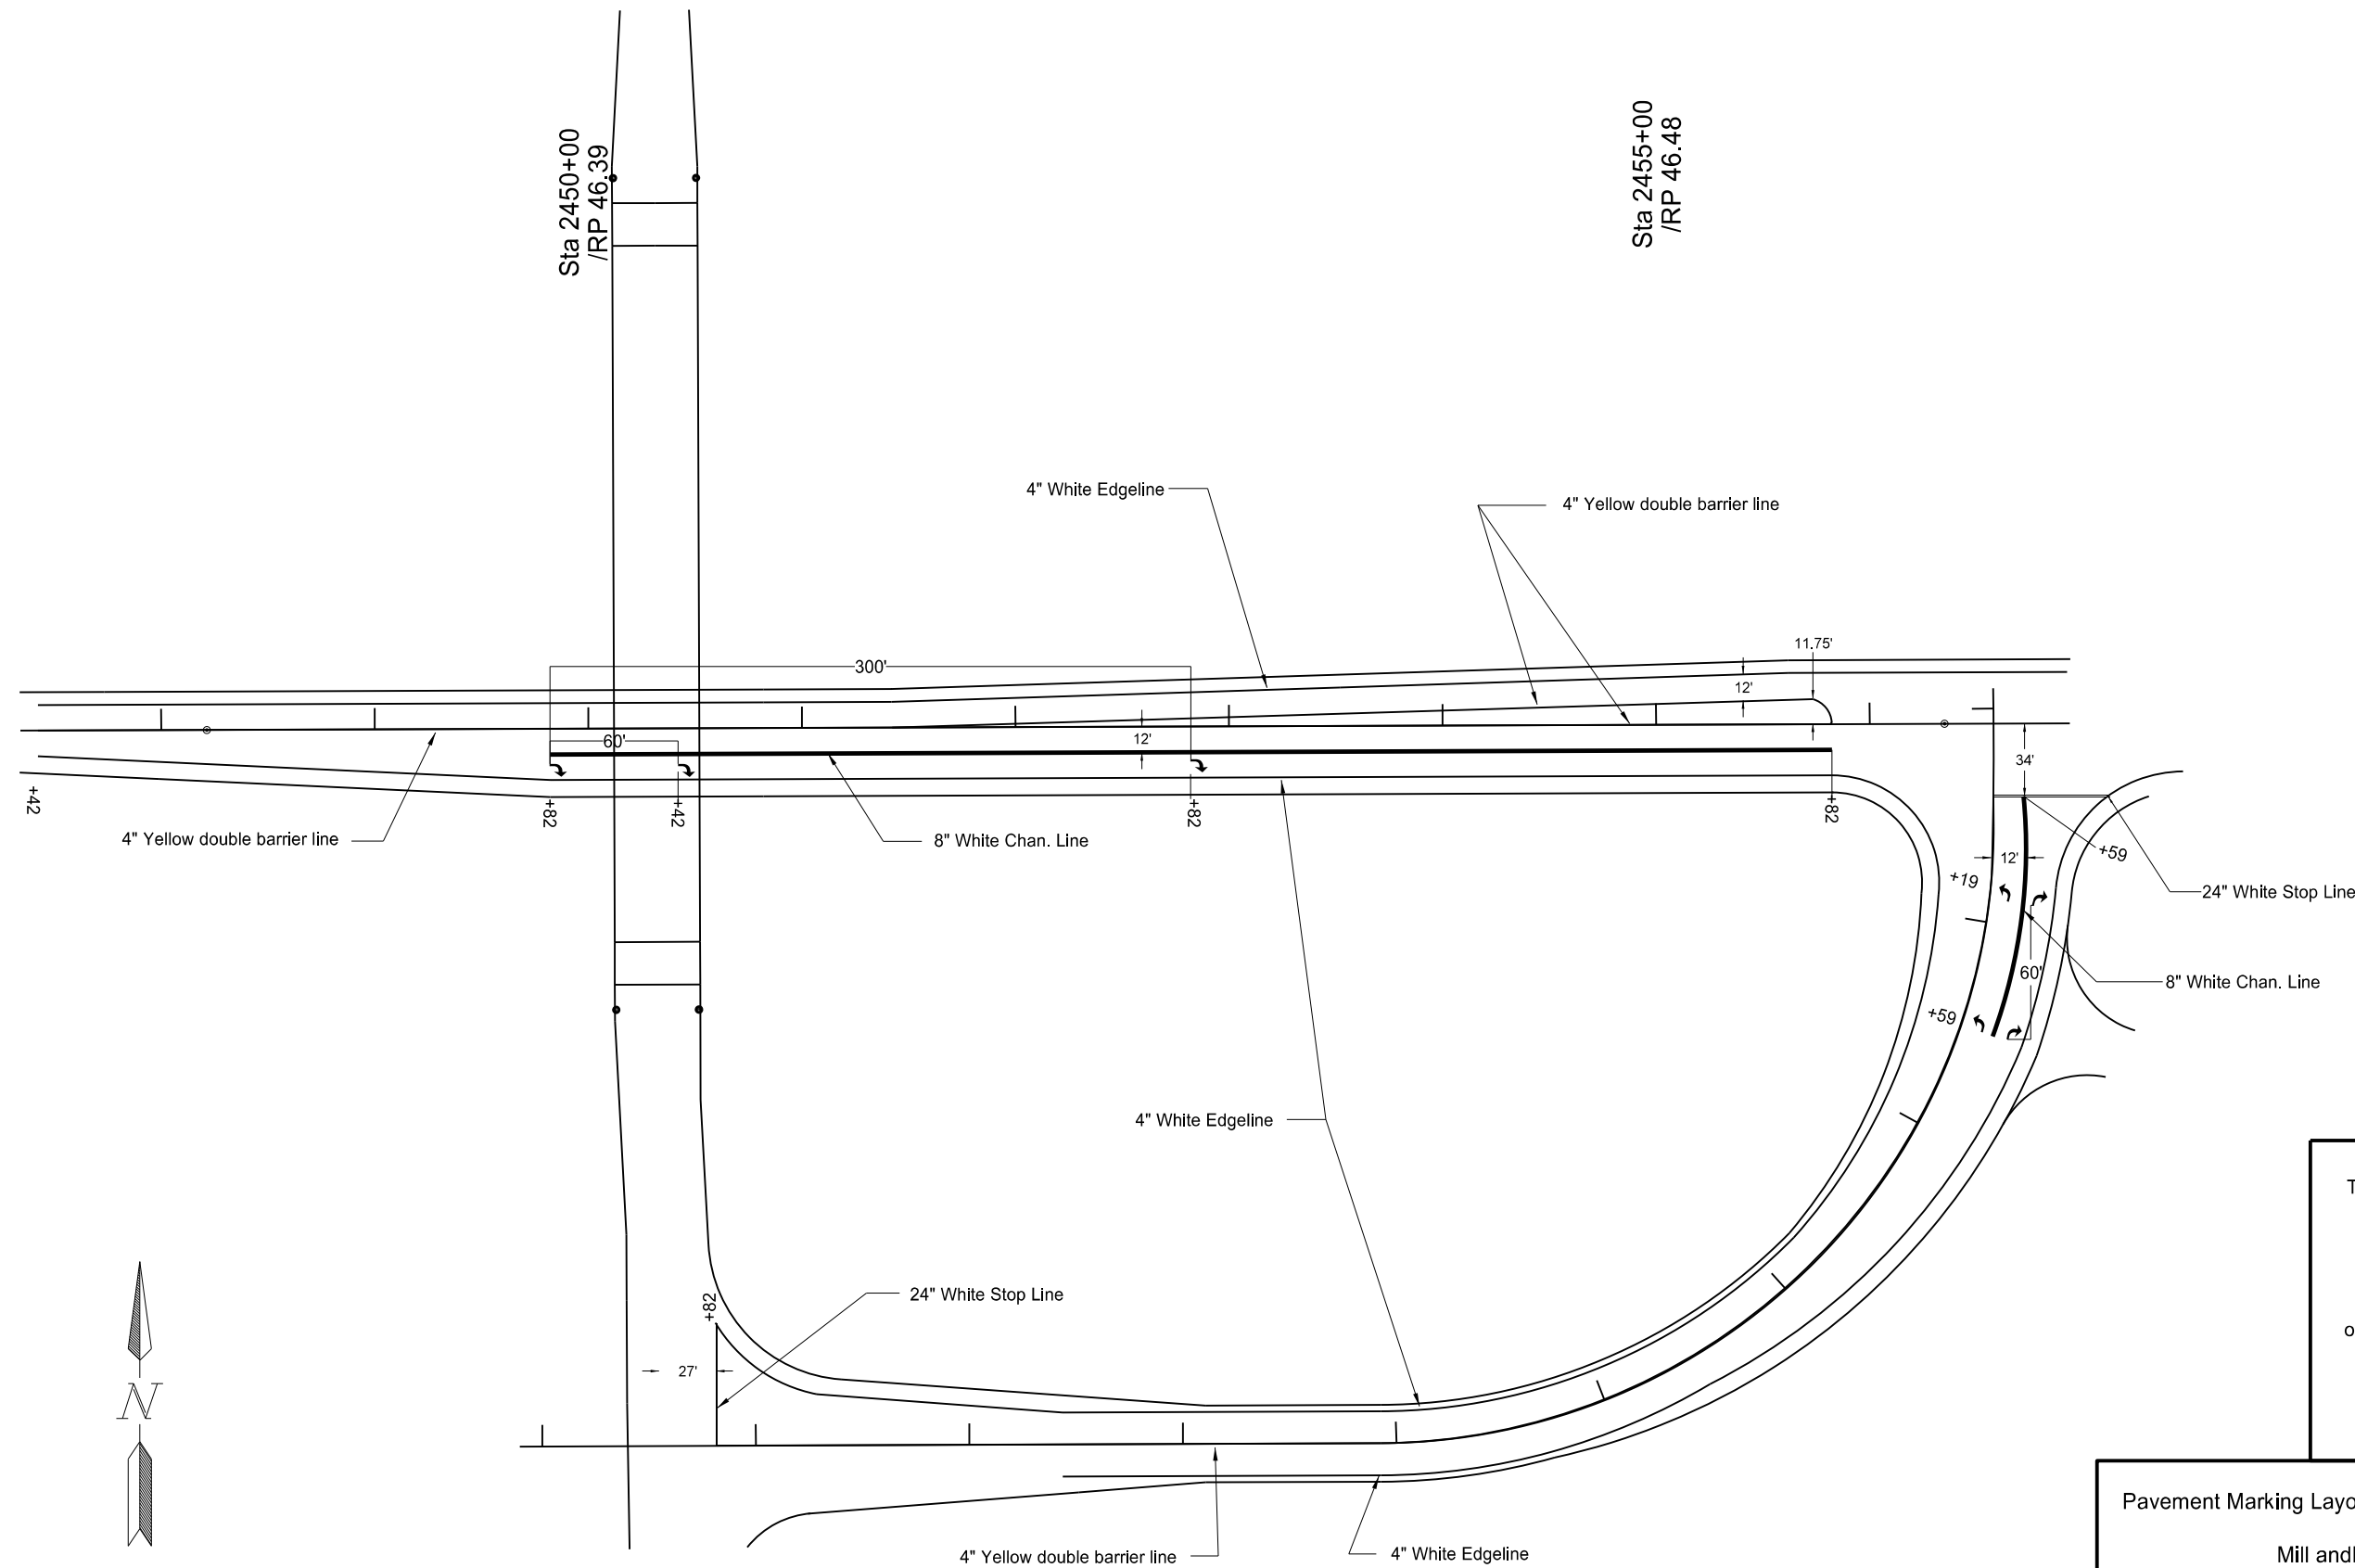 Sta 2450+00
/RP 46.39
Sta 2455+00
/RP 46.48
4" White Edgeline
4" Yellow double barrier line
300'
11.75'
12'
60'
12'
34'
+42
+82
+42
+82
+82
4" Yellow double barrier line
8" White Chan. Line
12'
+59
+19
24" White Stop Line
60'
8" White Chan. Line
+59
4" White Edgeline
24" White Stop Line
+82
27'
N
Pavement Marking Layo
Mill and
4" Yellow double barrier line
4" White Edgeline